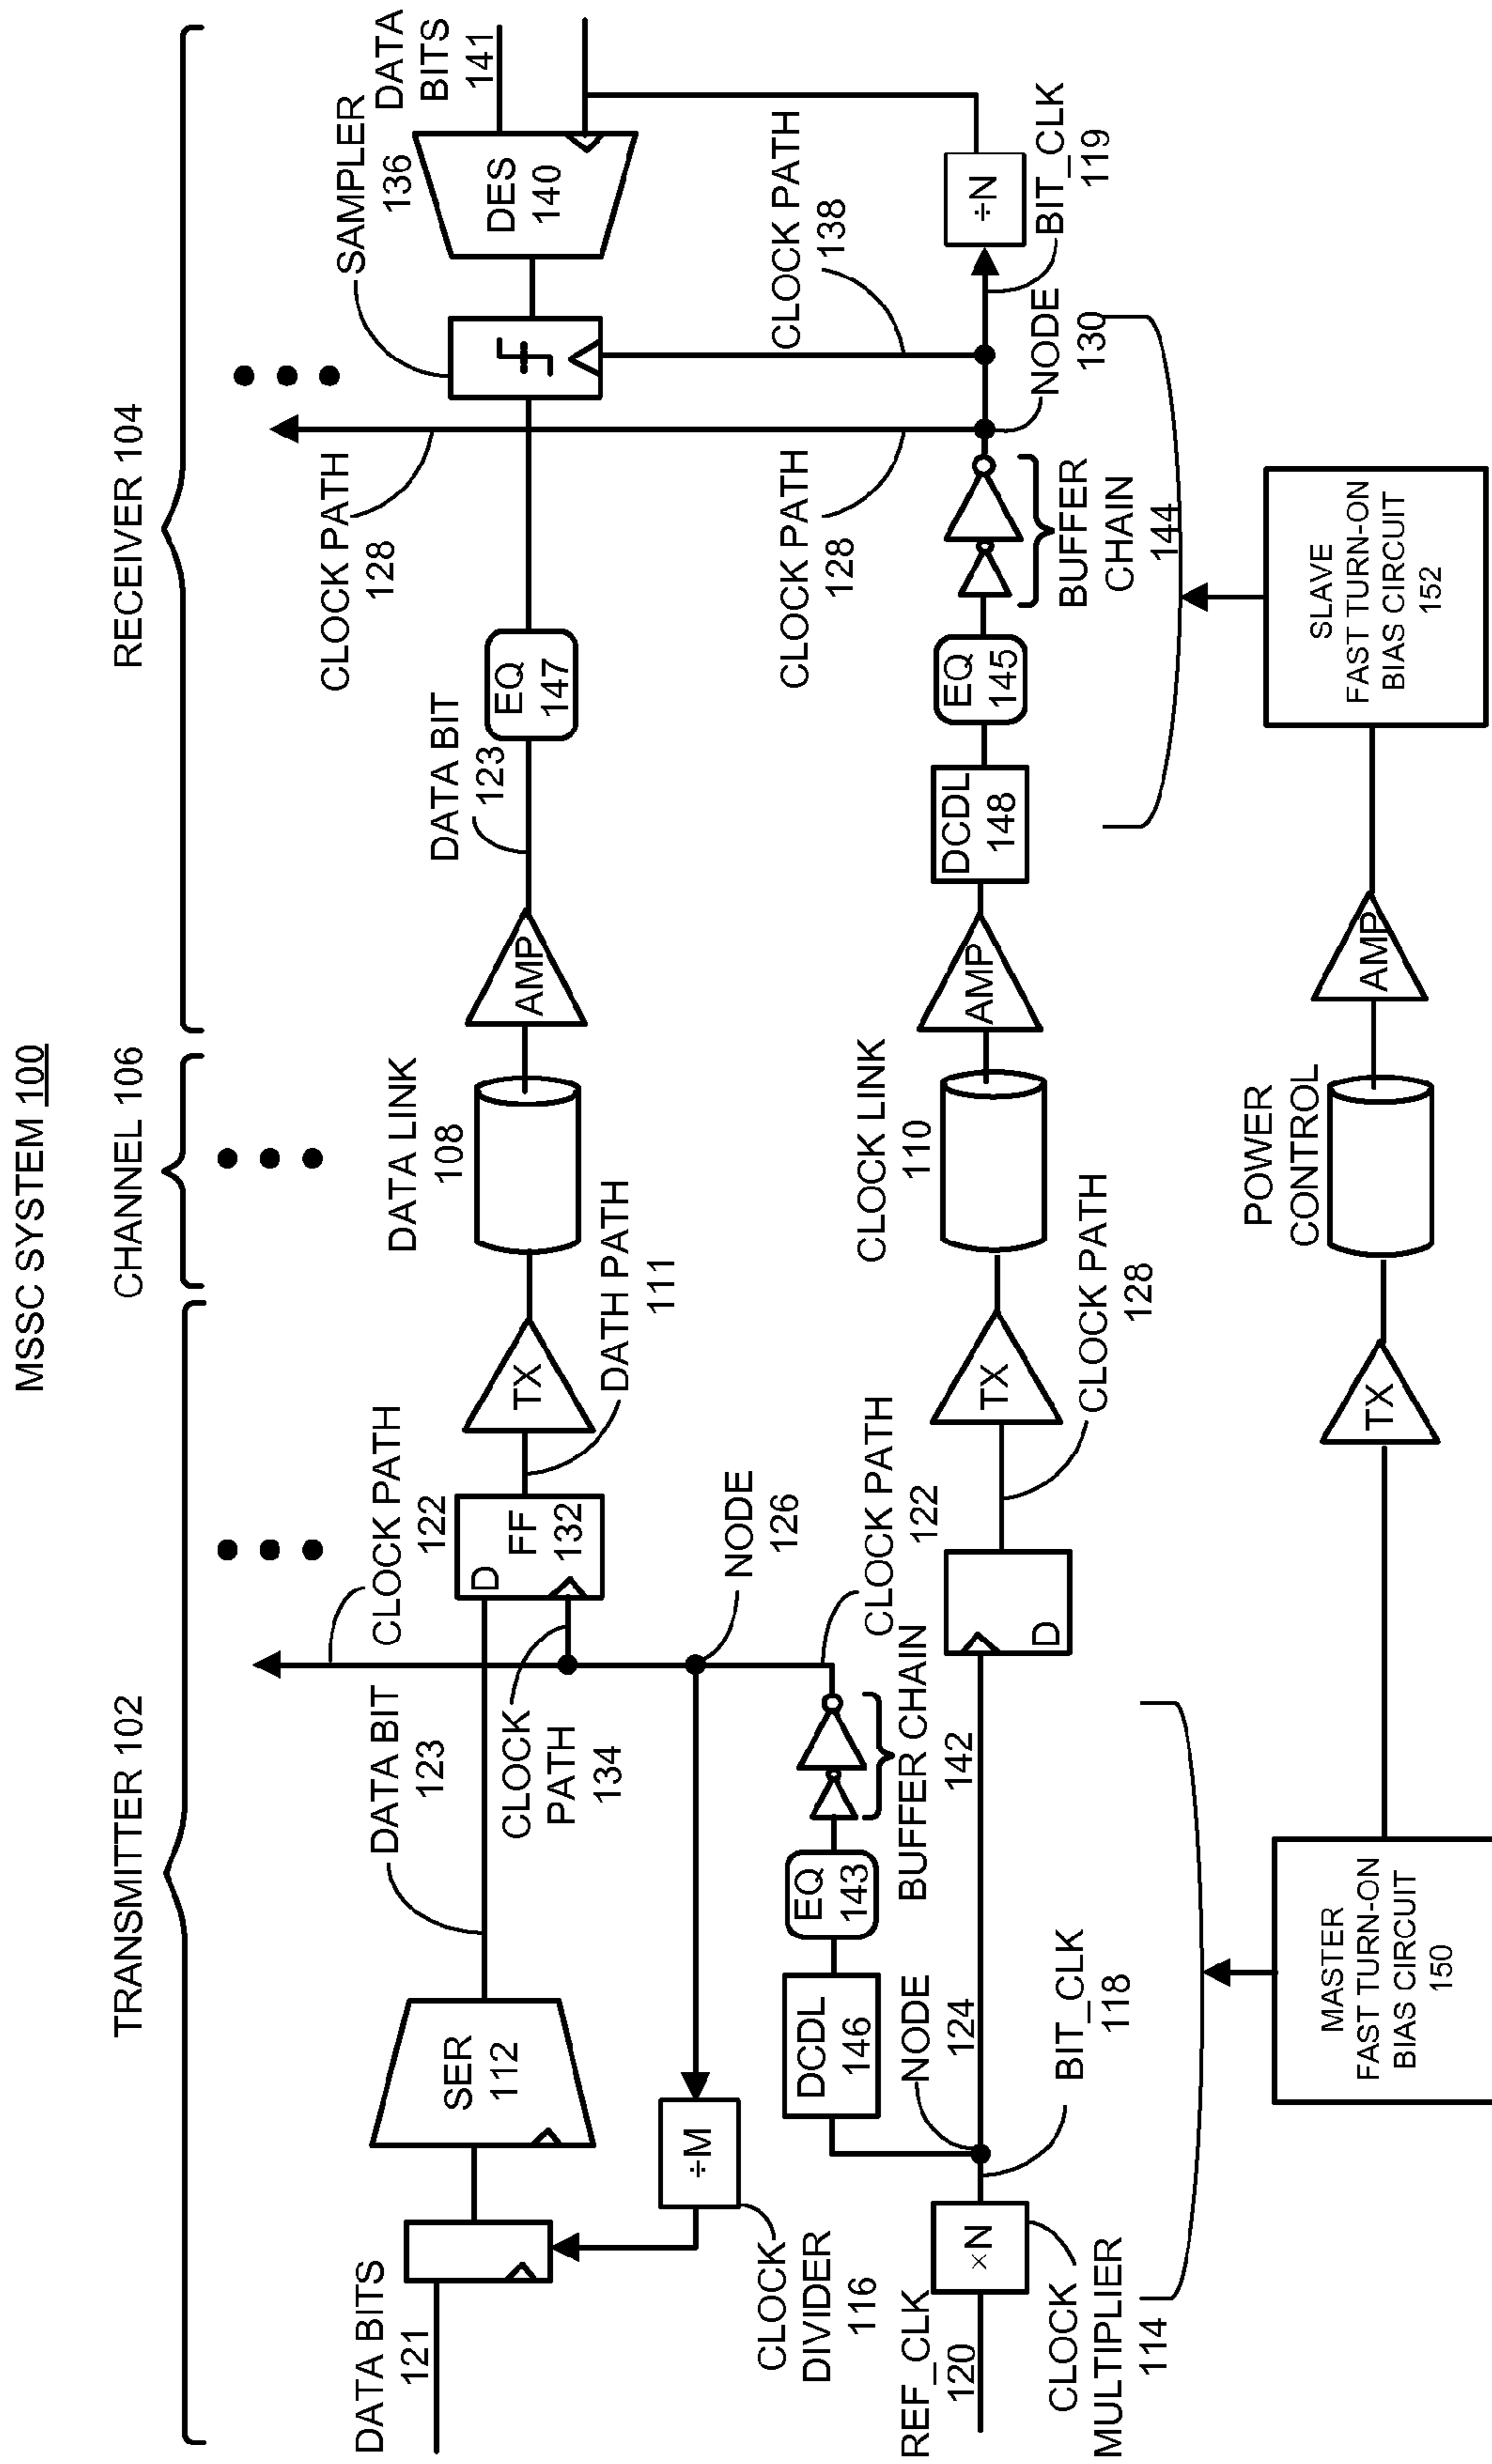 MSSC SYSTEM 100
TRANSMITTER 102
CHANNEL 106
RECEIVER 104
DATA BITS
121
SER
112
DATA BIT
123
CLOCK PATH
122
D
FF
132
CLOCK
PATH
134
DATH PATH
111
TX
DATA LINK
108
AMP
DATA BIT
123
EQ
147
CLOCK PATH
128
SAMPLER
136
DES
140
DATA
BITS
141
÷M
CLOCK
DIVIDER
116
NODE
126
DCDL
146
EQ
143
BUFFER CHAIN
142
CLOCK PATH
122
REF_CLK
120
×N
CLOCK
MULTIPLIER
114
NODE
124
BIT_CLK
118
D
CLOCK PATH
128
TX
CLOCK LINK
110
AMP
DCDL
148
EQ
145
BUFFER
CHAIN
144
CLOCK PATH
128
NODE
130
CLOCK PATH
138
÷N
BIT_CLK
119
MASTER
FAST TURN-ON
BIAS CIRCUIT
150
TX
POWER
CONTROL
AMP
SLAVE
FAST TURN-ON
BIAS CIRCUIT
152